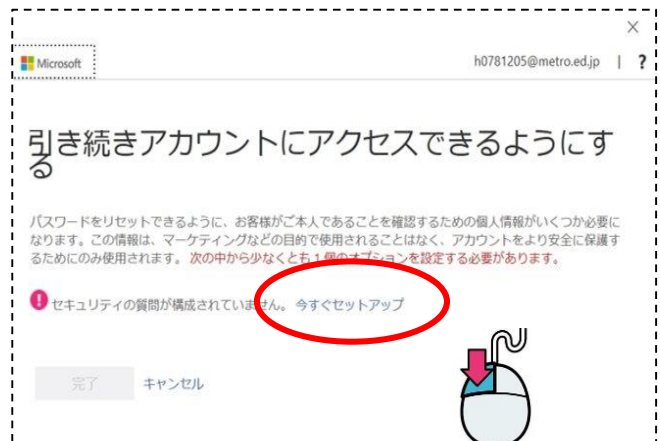 ×
Microsoft
h0781205@metro.ed.jp | ?
引き続きアカウントにアクセスできるようにす
る
パスワードをリセットできるように、お客様がご本人であることを確認するための個人情報がいくつか必要に
なります。この情報は、マーケティングなどの目的で使用されることはなく、アカウントをより安全に保護す
るためにのみ使用されます。次の中から少なくとも1個のオプションを設定する必要があります。
! セキュリティの質問が構成されていません。 今すぐセットアップ
完了 キャンセル